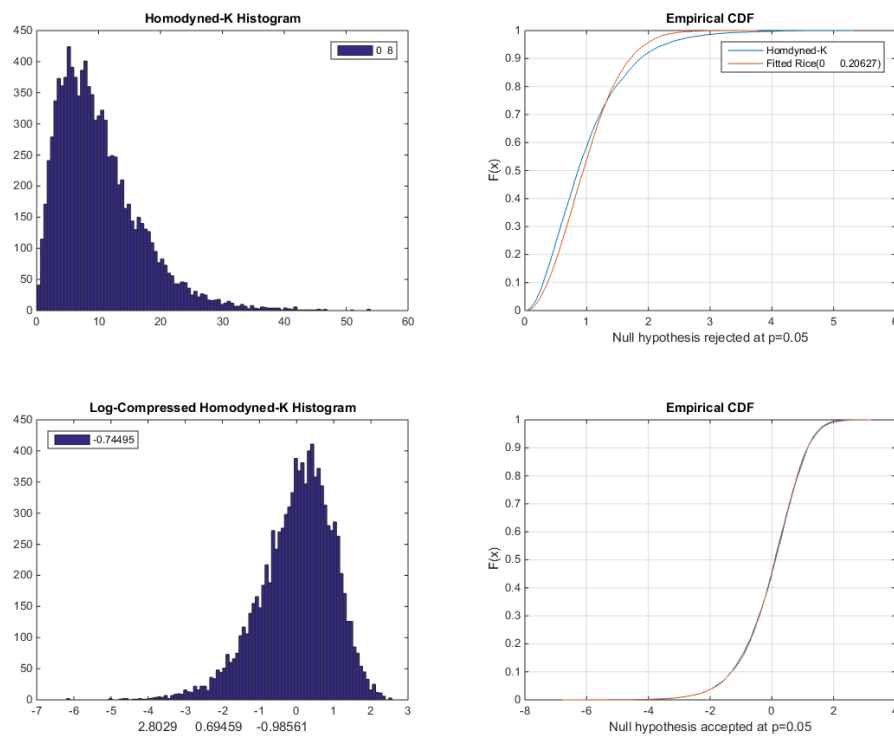 Homodyned-K Histogram
450
400
350
300
250
200
150
100
50
0
0 8
0 10 20 30 40 50 60
Empirical CDF
1
0.9
0.8
0.7
0.6
0.5
0.4
0.3
0.2
0.1
0
F(x)
Homdyned-K
Fitted Rice(0 0.20627)
0 1 2 3 4 5 6
Null hypothesis rejected at p=0.05
Log-Compressed Homodyned-K Histogram
450
400
350
300
250
200
150
100
50
0
-0.74495
-7 -6 -5 -4 -3 -2 -1 0 1 2 3
2.8029 0.69459 -0.98561
Empirical CDF
1
0.9
0.8
0.7
0.6
0.5
0.4
0.3
0.2
0.1
0
F(x)
-8 -6 -4 -2 0 2 4
Null hypothesis accepted at p=0.05